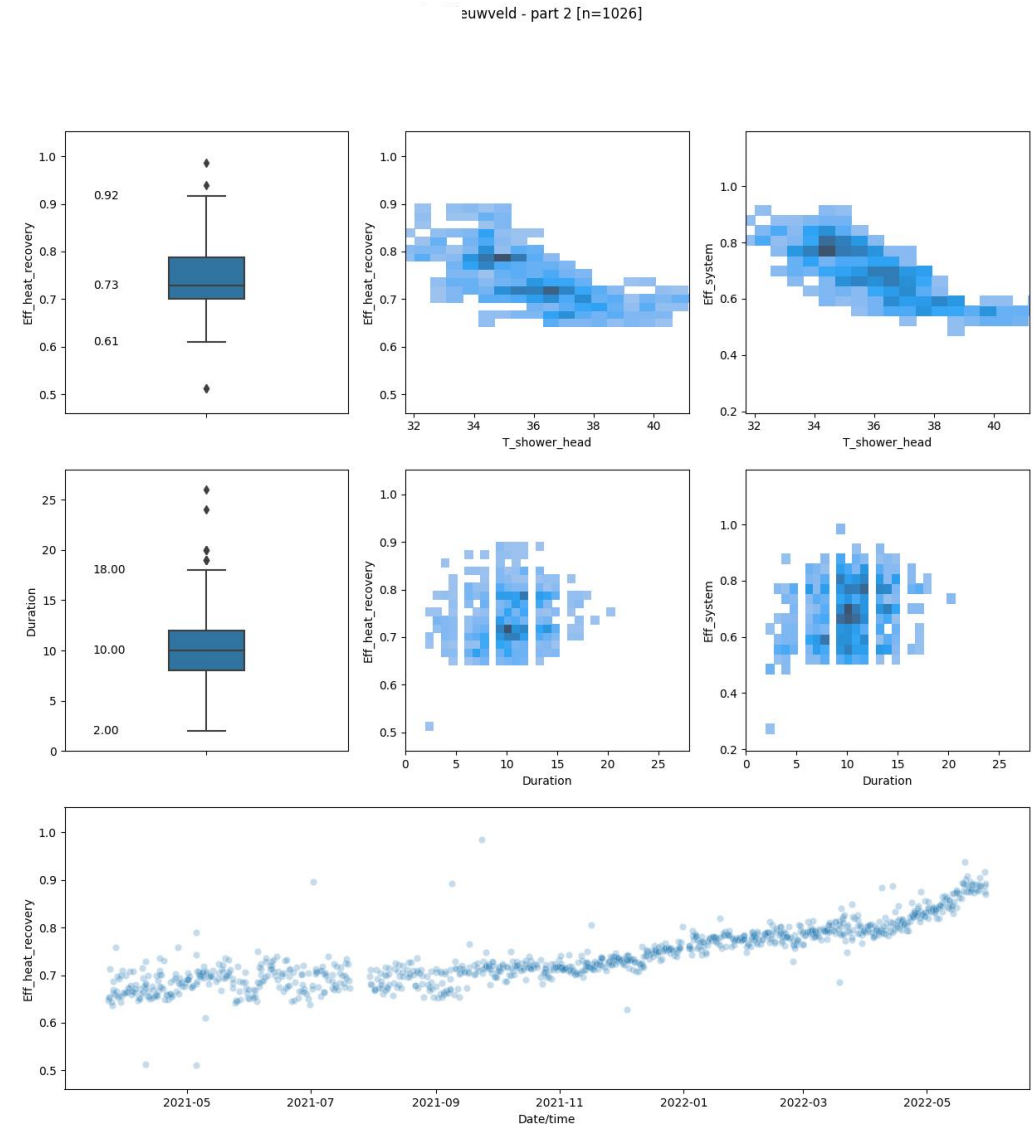 euwveld - part 2 [n=1026]
1.0
0.9
0.8
0.7
0.6
0.5
Eff_heat_recovery
0.92
0.73
0.61
1.0
0.9
0.8
0.7
0.6
0.5
Eff_heat_recovery
32 34 36 38 40
T_shower_head
1.0
0.8
0.6
0.4
0.2
Eff_system
32 34 36 38 40
T_shower_head
25
20
15
10
5
0
Duration
18.00
10.00
2.00
1.0
0.9
0.8
0.7
0.6
0.5
Eff_heat_recovery
0 5 10 15 20 25
Duration
1.0
0.8
0.6
0.4
0.2
Eff_system
0 5 10 15 20 25
Duration
1.0
0.9
0.8
0.7
0.6
0.5
Eff_heat_recovery
2021-05 2021-07 2021-09 2021-11 2022-01 2022-03 2022-05
Date/time